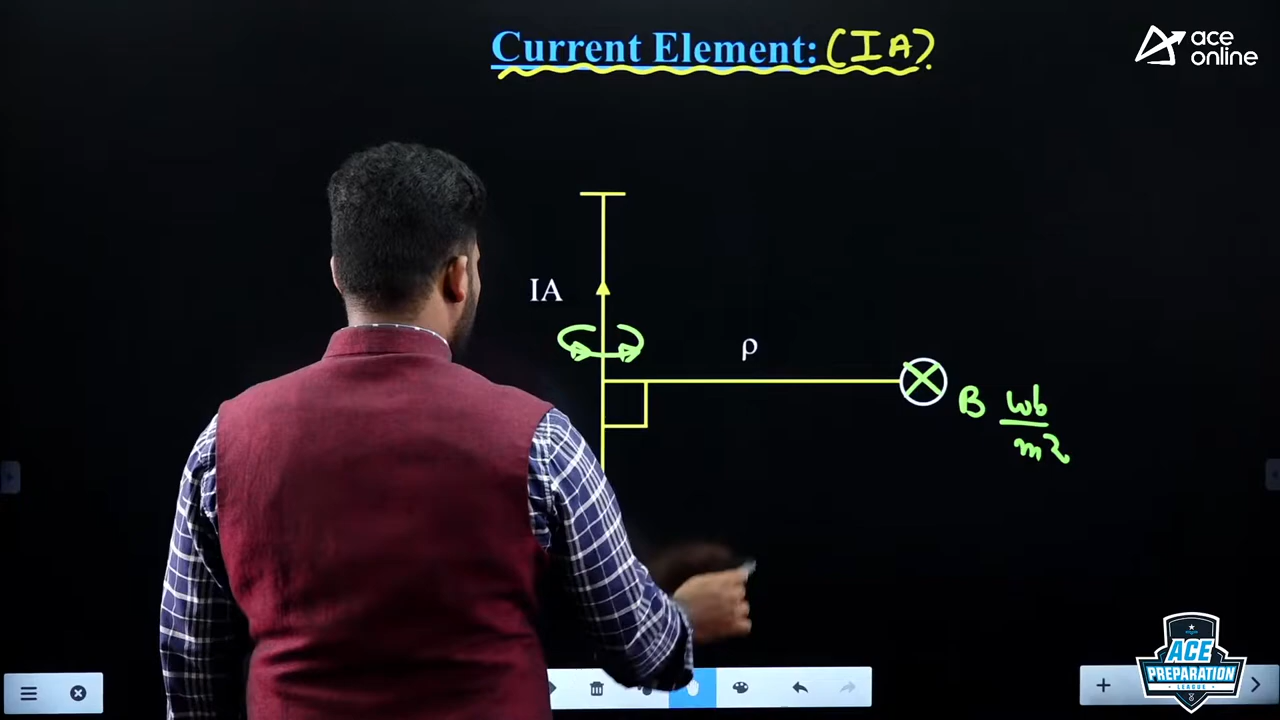 Current Element: (IA).
ace
online
IA
ρ
B Wb
m2
ACE
PREPARATION
LEAGUE